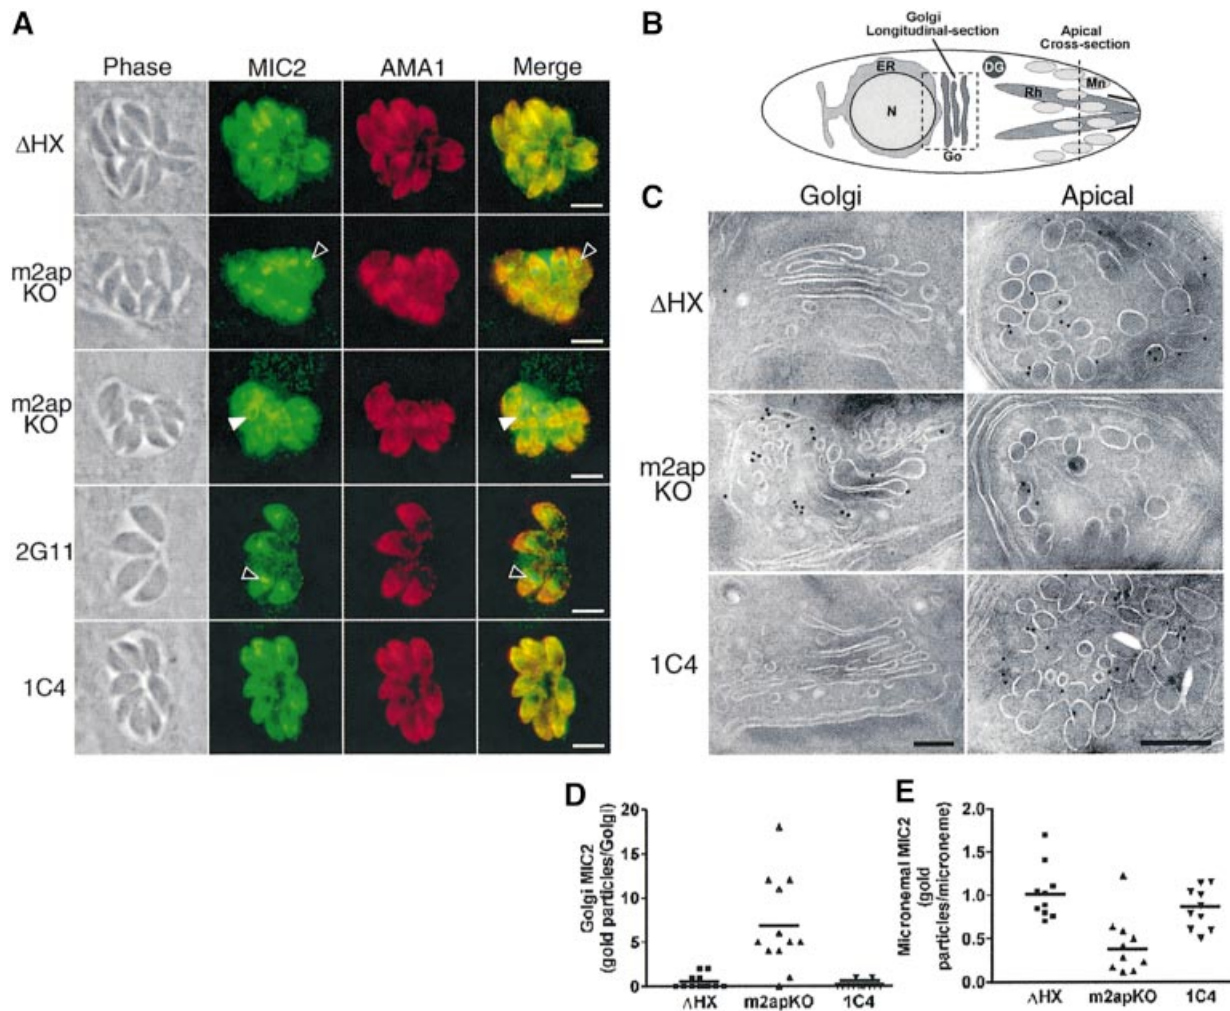 A
Phase MIC2 AMA1 Merge
ΔHX
m2ap
KO
m2ap
KO
2G11
1C4
B
Golgi
Longitudinal-section
Apical
Cross-section
ER
DG
Rh
Mn
N
Go
C
Golgi Apical
ΔHX
m2ap
KO
1C4
D
Golgi MIC2
(gold particles/Golgi)
20
15
10
5
0
ΔHX m2apKO 1C4
E
Micronemal MIC2
(gold
particles/microneme)
2.0
1.5
1.0
0.5
0.0
ΔHX m2apKO 1C4